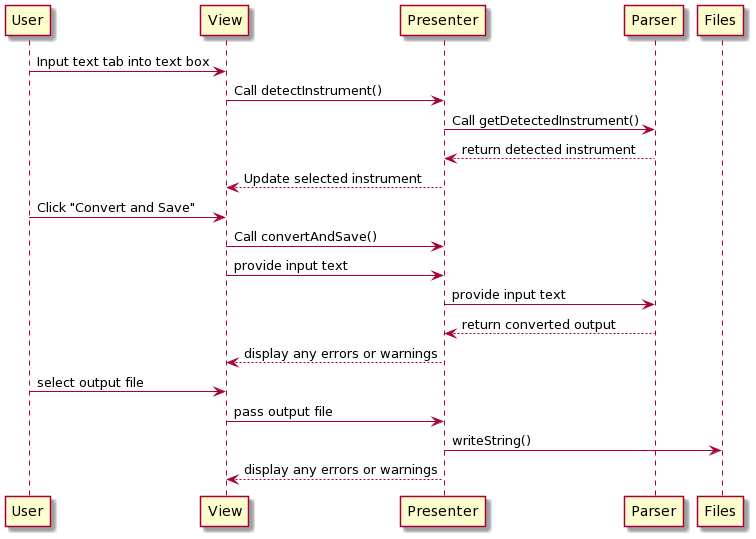 User View Presenter Parser Files
Input text tab into text box
Call detectInstrument()
Call getDetectedInstrument()
return detected instrument
Update selected instrument
Click "Convert and Save"
Call convertAndSave()
provide input text
provide input text
return converted output
display any errors or warnings
select output file
pass output file
writeString()
display any errors or warnings
User View Presenter Parser Files